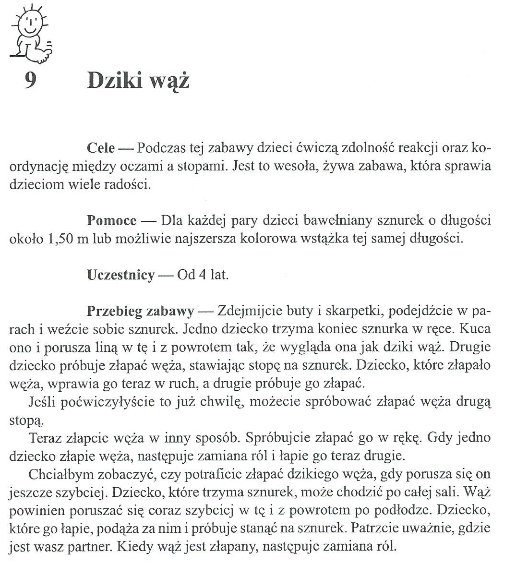 9 Dziki wąż
Cele — Podczas tej zabawy dzieci ćwiczą zdolność reakcji oraz ko-
ordynację między oczami a stopami. Jest to wesoła, żywa zabawa, która sprawia
dzieciom wiele radości.
Pomoce — Dla każdej pary dzieci bawełniany sznurek o długości
około 1,50 m lub możliwie najszersza kolorowa wstążka tej samej długości.
Uczestnicy — Od 4 lat.
Przebieg zabawy — Zdejmijcie buty i skarpetki, podejdźcie w pa-
rach i weźcie sobie sznurek. Jedno dziecko trzyma koniec sznurka w ręce. Kuca
ono i porusza liną w tę i z powrotem tak, że wygląda ona jak dziki wąż. Drugie
dziecko próbuje złapać węża, stawiając stopę na sznurek. Dziecko, które złapało
węża, wprawia go teraz w ruch, a drugie próbuje go złapać.
Jeśli poćwiczyłyście to już chwilę, możecie spróbować złapać węża drugą
stopą.
Teraz złapcie węża w inny sposób. Spróbujcie złapać go w rękę. Gdy jedno
dziecko złapie węża, następuje zamiana ról i łapie go teraz drugie.
Chciałbym zobaczyć, czy potraficie złapać dzikiego węża, gdy porusza się on
jeszcze szybciej. Dziecko, które trzyma sznurek, może chodzić po całej sali. Wąż
powinien poruszać się coraz szybciej w tę i z powrotem po podłodze. Dziecko,
które go łapie, podąża za nim i próbuje stanąć na sznurek. Patrzcie uważnie, gdzie
jest wasz partner. Kiedy wąż jest złapany, następuje zamiana ról.